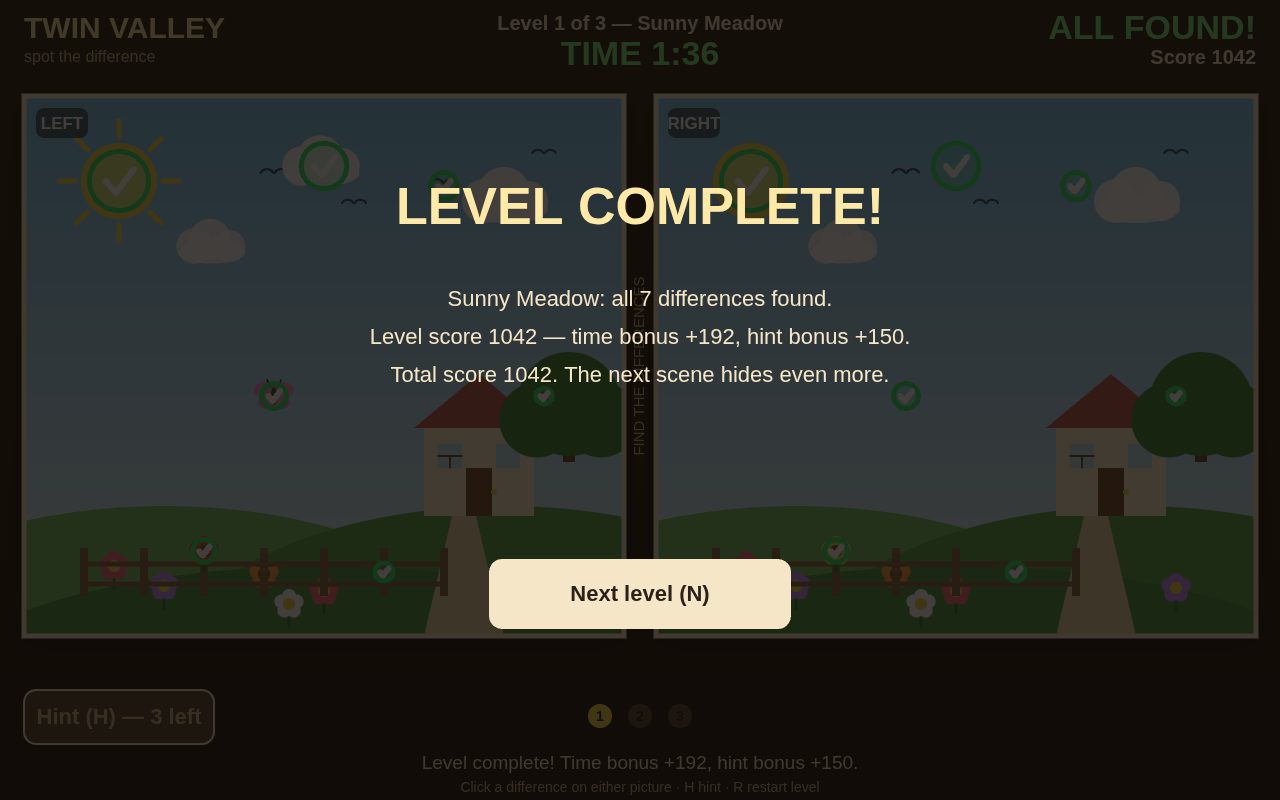 TWIN VALLEY
spot the difference
Level 1 of 3 — Sunny Meadow
TIME 1:36
ALL FOUND!
Score 1042
LEFT
RIGHT
LEVEL COMPLETE!
Sunny Meadow: all 7 differences found.
Level score 1042 — time bonus +192, hint bonus +150.
Total score 1042. The next scene hides even more.
FIND THE DIFFERENCES
Next level (N)
Hint (H) — 3 left
1 2 3
Level complete! Time bonus +192, hint bonus +150.
Click a difference on either picture · H hint · R restart level